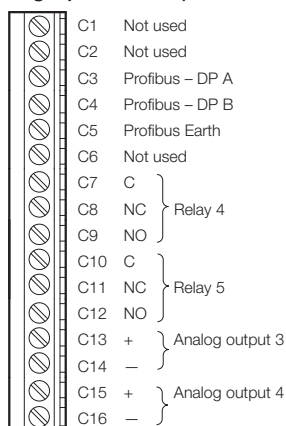 C1 Not used
C2 Not used
C3 Profibus – DP A
C4 Profibus – DP B
C5 Profibus Earth
C6 Not used
C7 C
C8 NC Relay 4
C9 NO
C10 C
C11 NC Relay 5
C12 NO
C13 + Analog output 3
C14 —
C15 + Analog output 4
C16 —